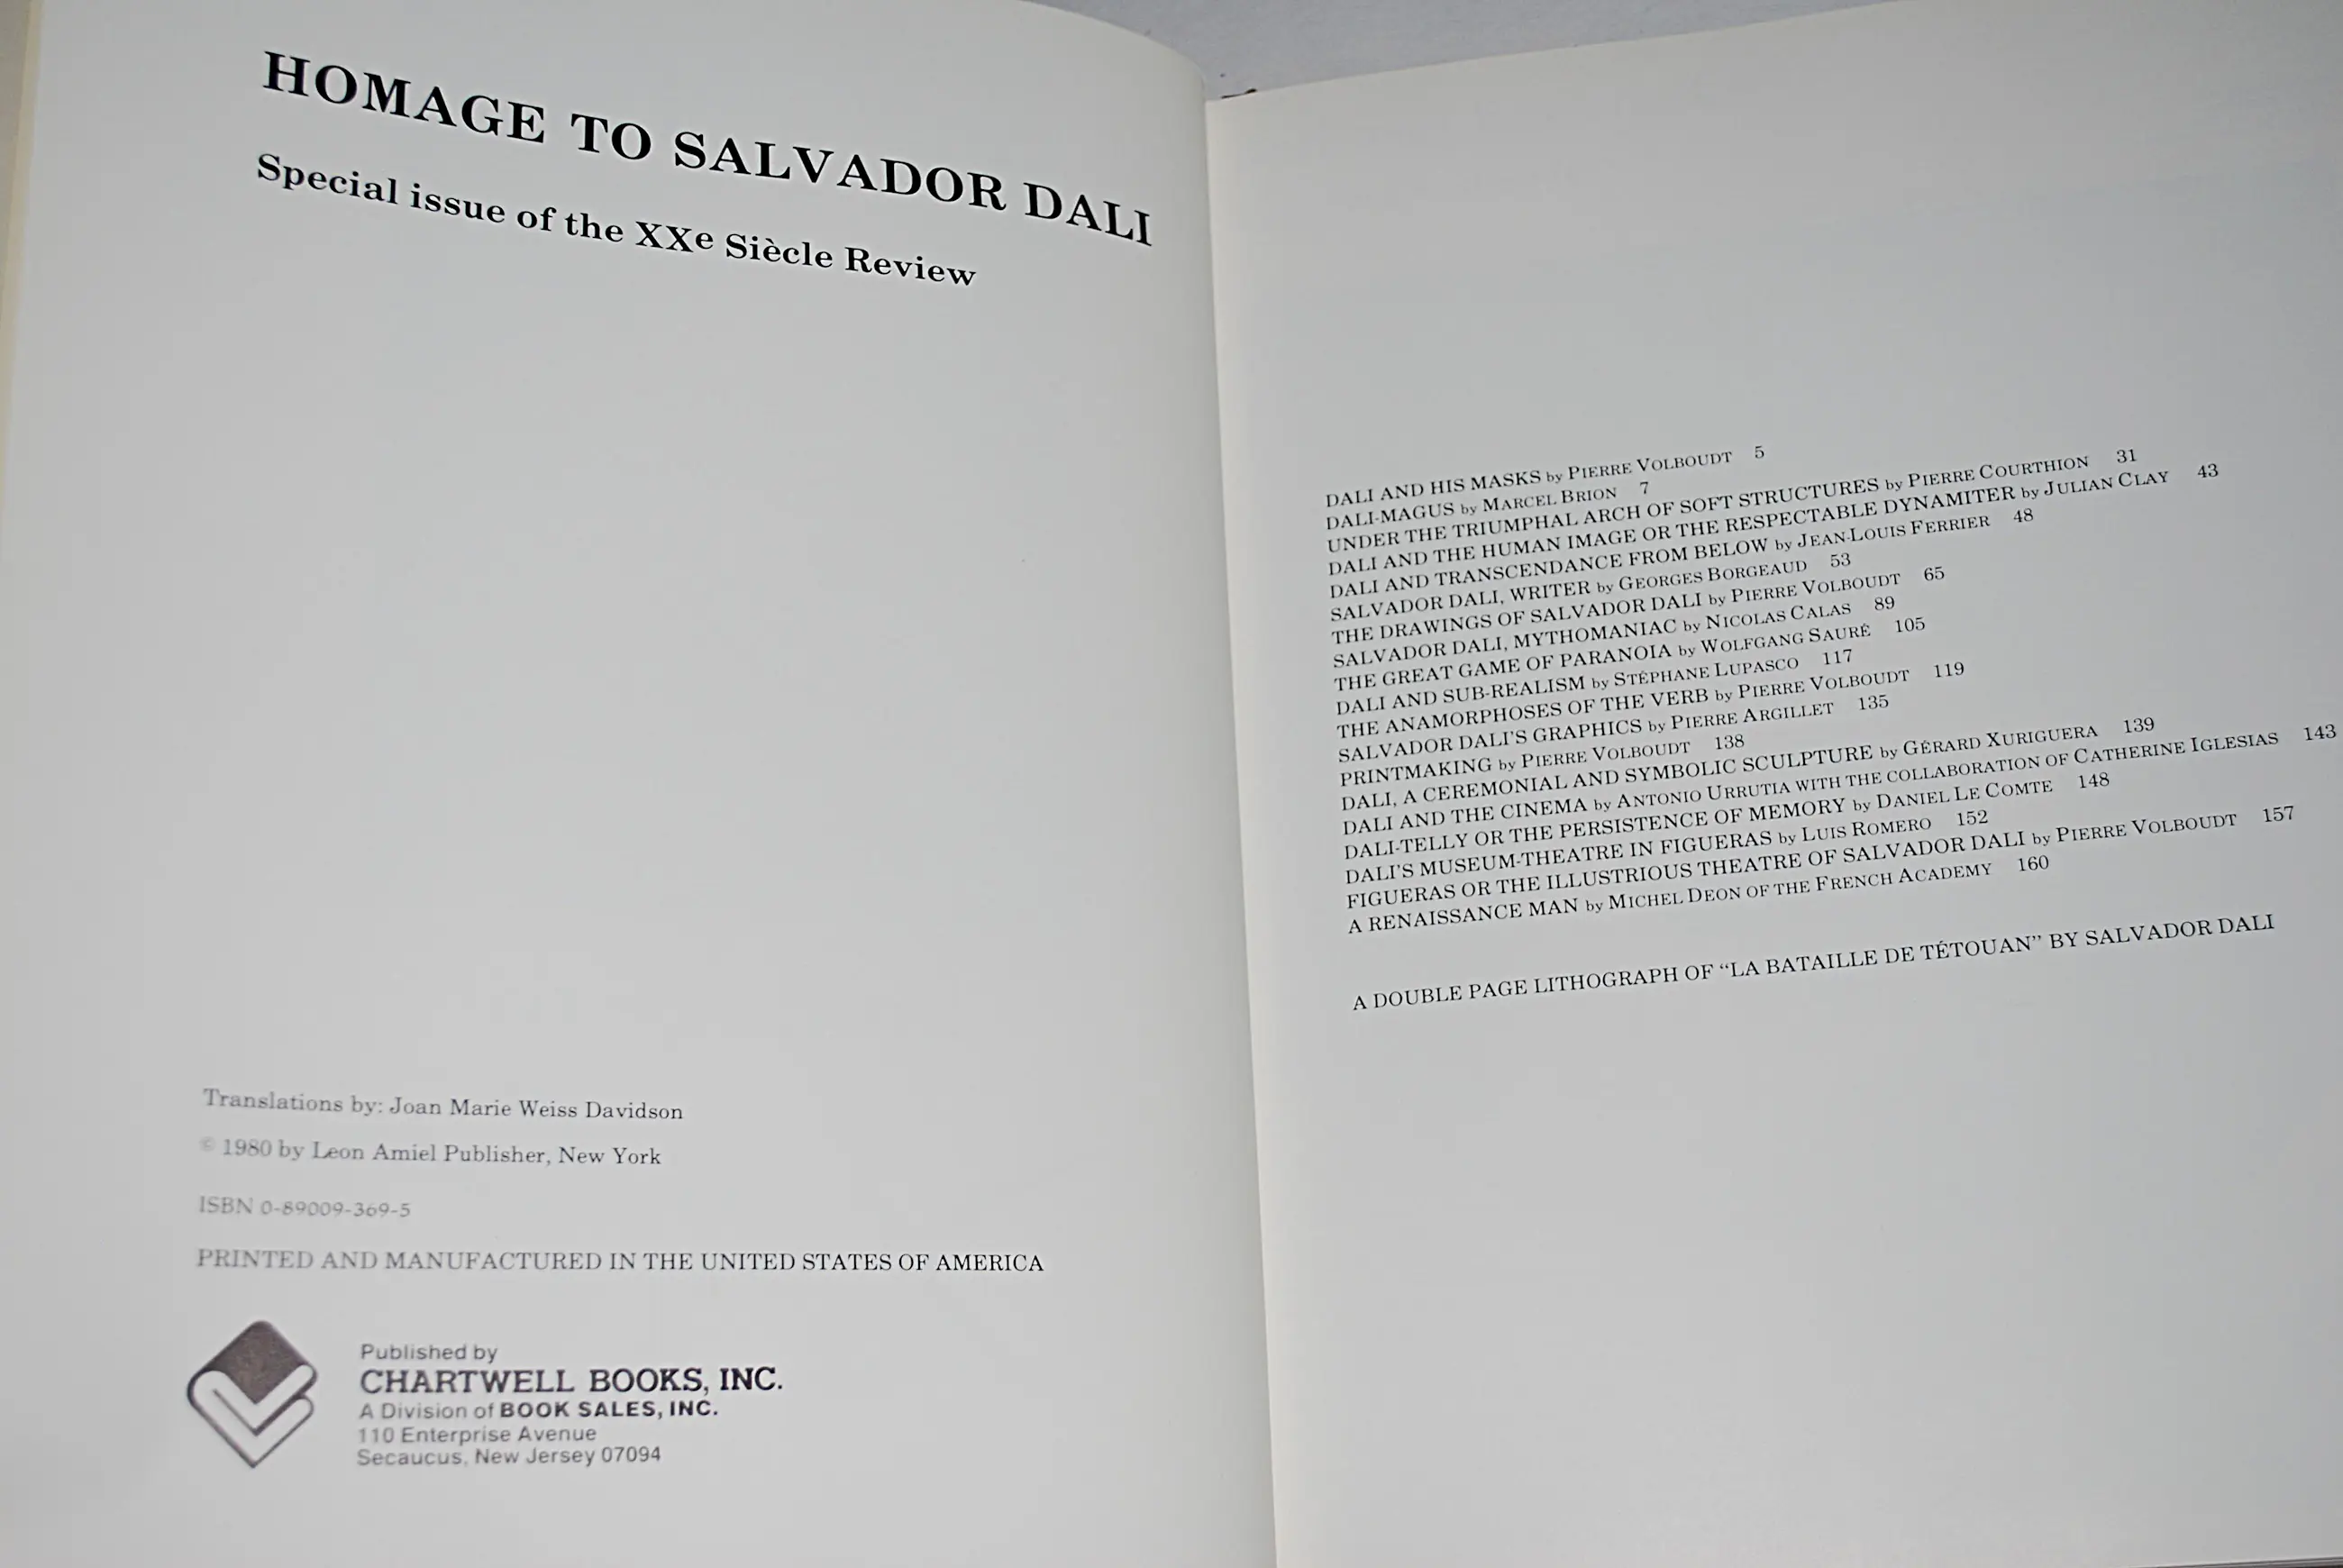 HOMAGE TO SALVADOR DALI
Special issue of the XXe Siècle Review
Translations by: Joan Marie Weiss Davidson
© 1980 by Leon Amiel Publisher, New York
ISBN 0-89009-369-5
PRINTED AND MANUFACTURED IN THE UNITED STATES OF AMERICA
Published by
CHARTWELL BOOKS, INC.
A Division of BOOK SALES, INC.
110 Enterprise Avenue
Secaucus, New Jersey 07094
DALI AND HIS MASKS by PIERRE VOLBOUDT 5
DALI-MAGUS by MARCEL BRION 7
UNDER THE TRIUMPHAL ARCH OF SOFT STRUCTURES by PIERRE COURTHION 31
DALI AND THE HUMAN IMAGE OR THE RESPECTABLE DYNAMITER by JULIAN CLAY 43
DALI AND TRANSCENDANCE FROM BELOW by JEAN-LOUIS FERRIER 48
SALVADOR DALI, WRITER by GEORGES BORGEAUD 53
THE DRAWINGS OF SALVADOR DALI by PIERRE VOLBOUDT 65
SALVADOR DALI, MYTHOMANIAC by NICOLAS CALAS 89
THE GREAT GAME OF PARANOIA by WOLFGANG SAURÉ 105
DALI AND SUB-REALISM by STÉPHANE LUPASCO 117
THE ANAMORPHOSES OF THE VERB by PIERRE VOLBOUDT 119
SALVADOR DALI'S GRAPHICS by PIERRE ARGILLET 135
PRINTMAKING by PIERRE VOLBOUDT 138
DALI, A CEREMONIAL AND SYMBOLIC SCULPTURE by GÉRARD XURIGUERA 139
DALI AND THE CINEMA by ANTONIO URRUTIA WITH THE COLLABORATION OF CATHERINE IGLESIAS 143
DALI-TELLY OR THE PERSISTENCE OF MEMORY by DANIEL LE COMTE 148
DALI'S MUSEUM-THEATRE IN FIGUERAS by LUIS ROMERO 152
FIGUERAS OR THE ILLUSTRIOUS THEATRE OF SALVADOR DALI by PIERRE VOLBOUDT 157
A RENAISSANCE MAN by MICHEL DEON OF THE FRENCH ACADEMY 160
A DOUBLE PAGE LITHOGRAPH OF "LA BATAILLE DE TÉTOUAN" BY SALVADOR DALI